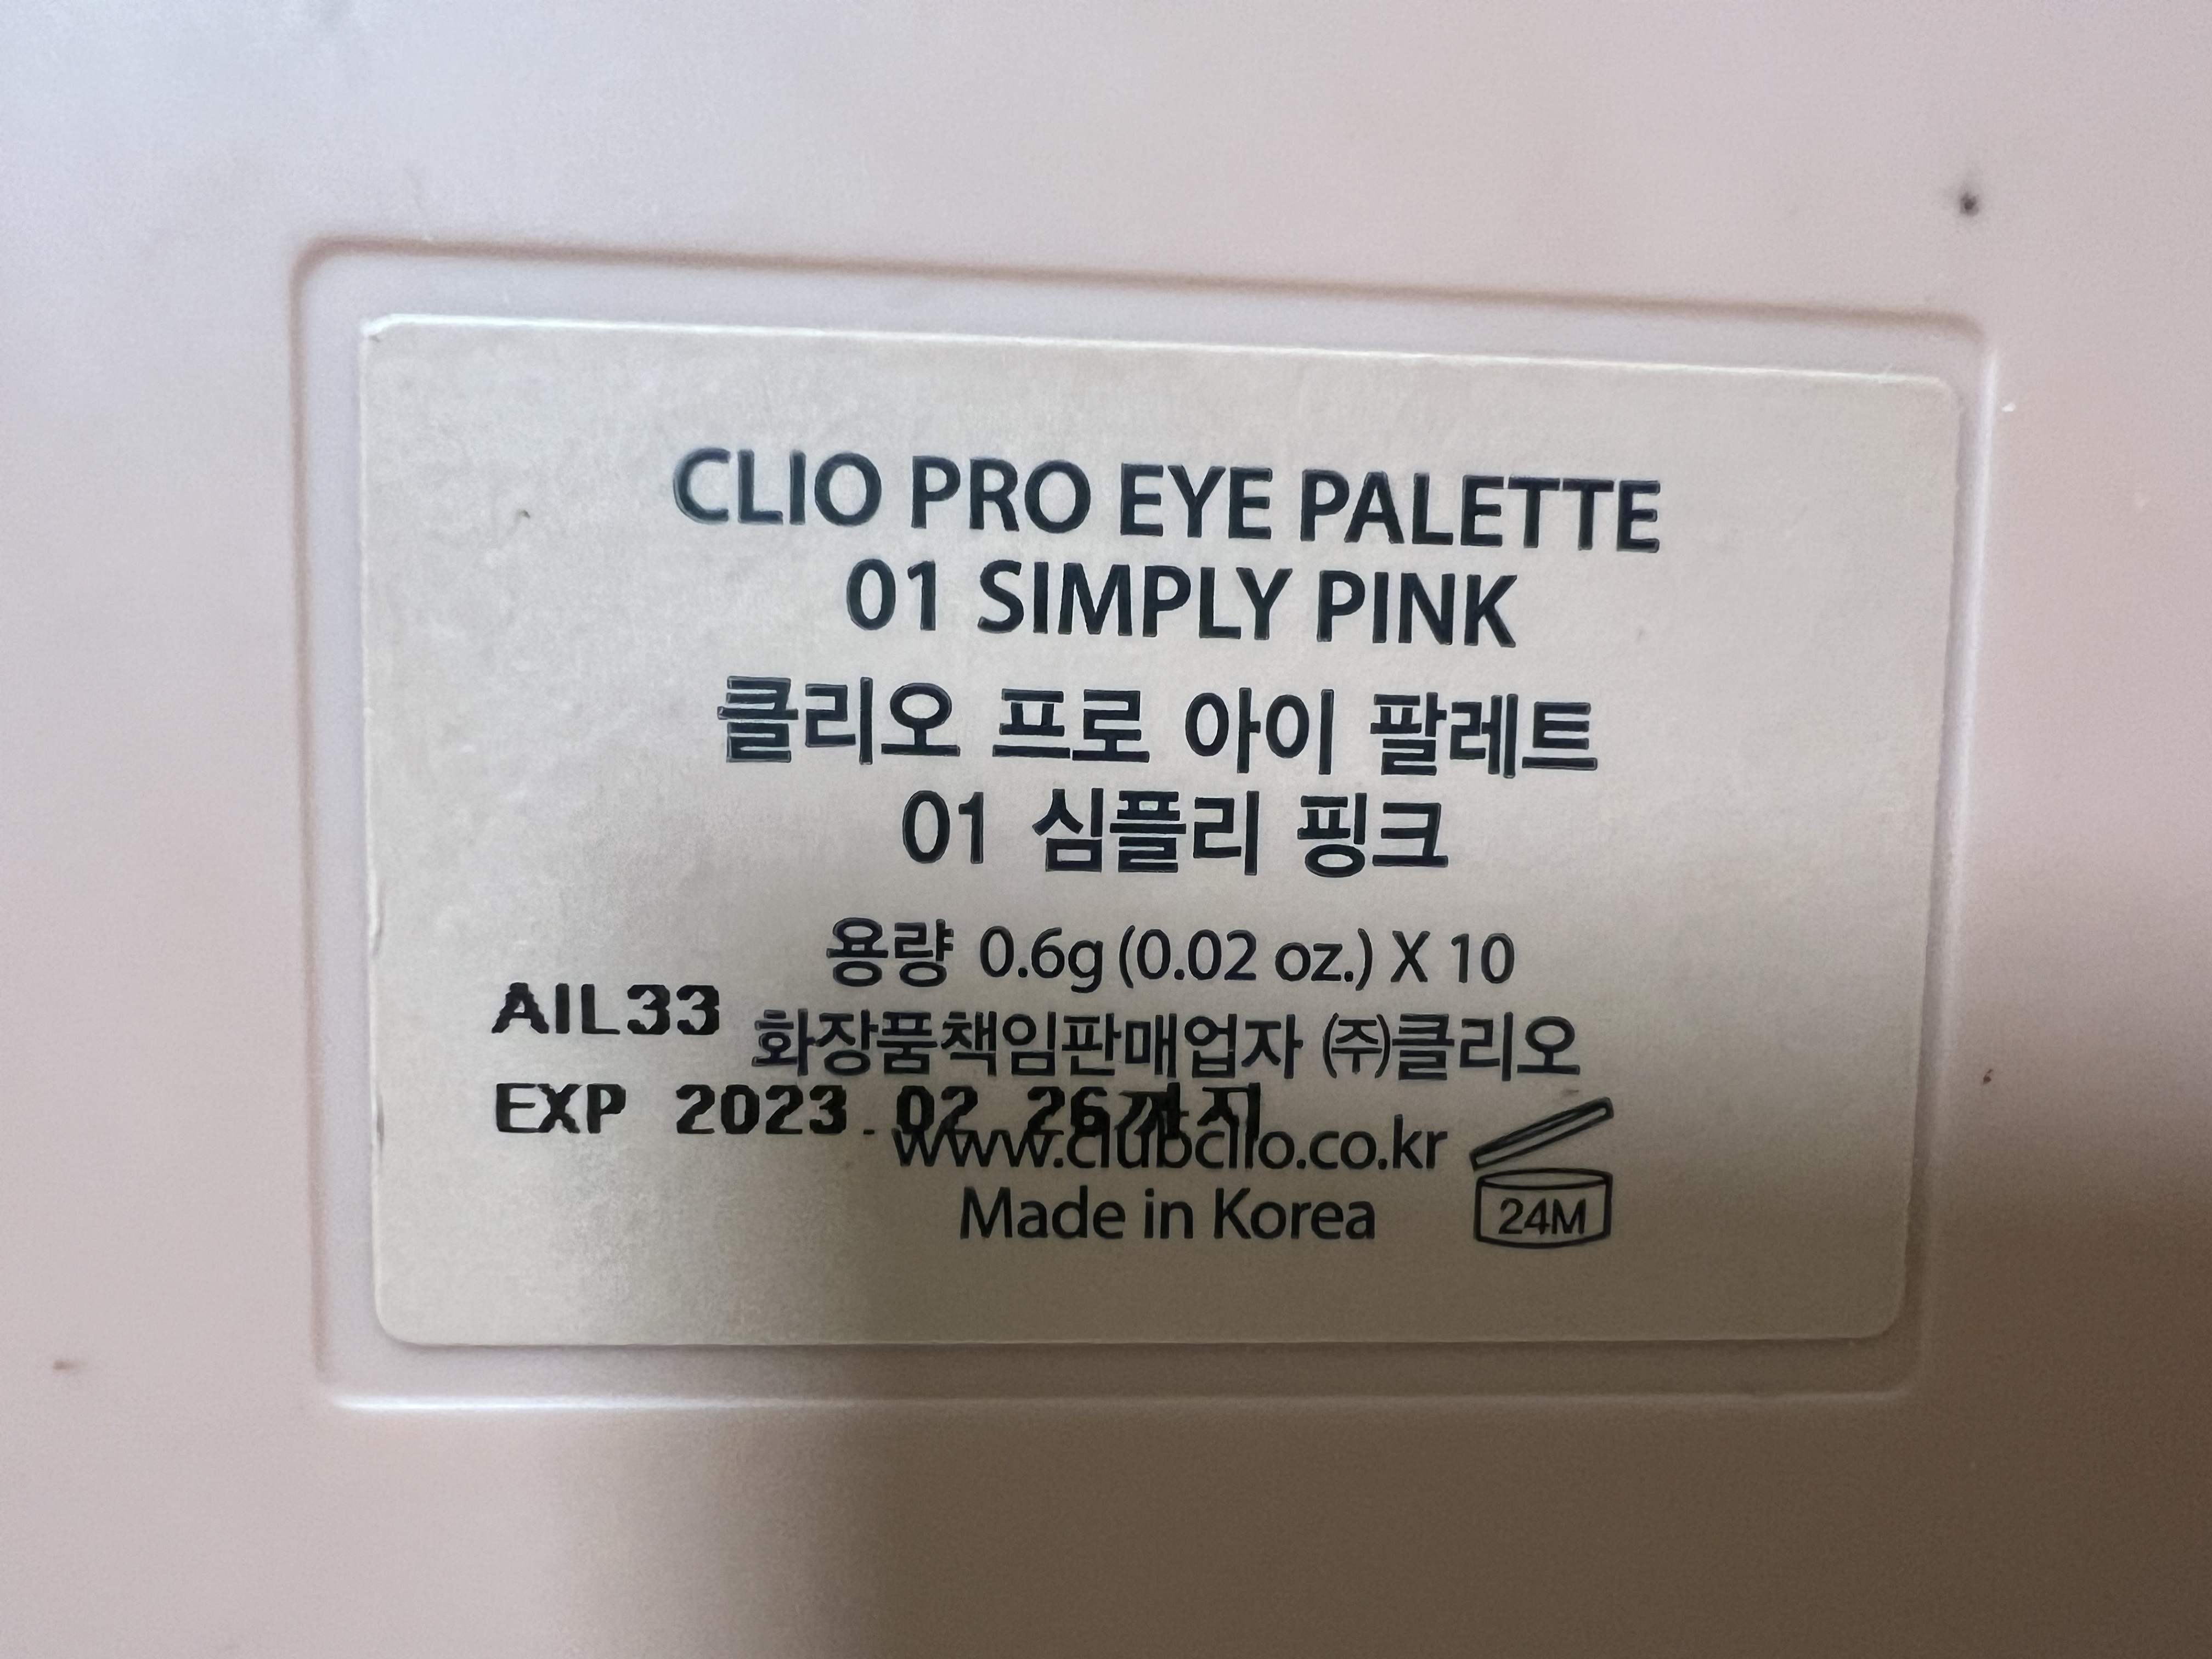 CLIO PRO EYE PALETTE
01 SIMPLY PINK
클리오 프로 아이 팔레트
01 심플리 핑크
용량 0.6g (0.02 oz.) X 10
AIL33
화장품책임판매업자 ㈜클리오
EXP 2023.02.26까지
www.clubclio.co.kr
Made in Korea
24M